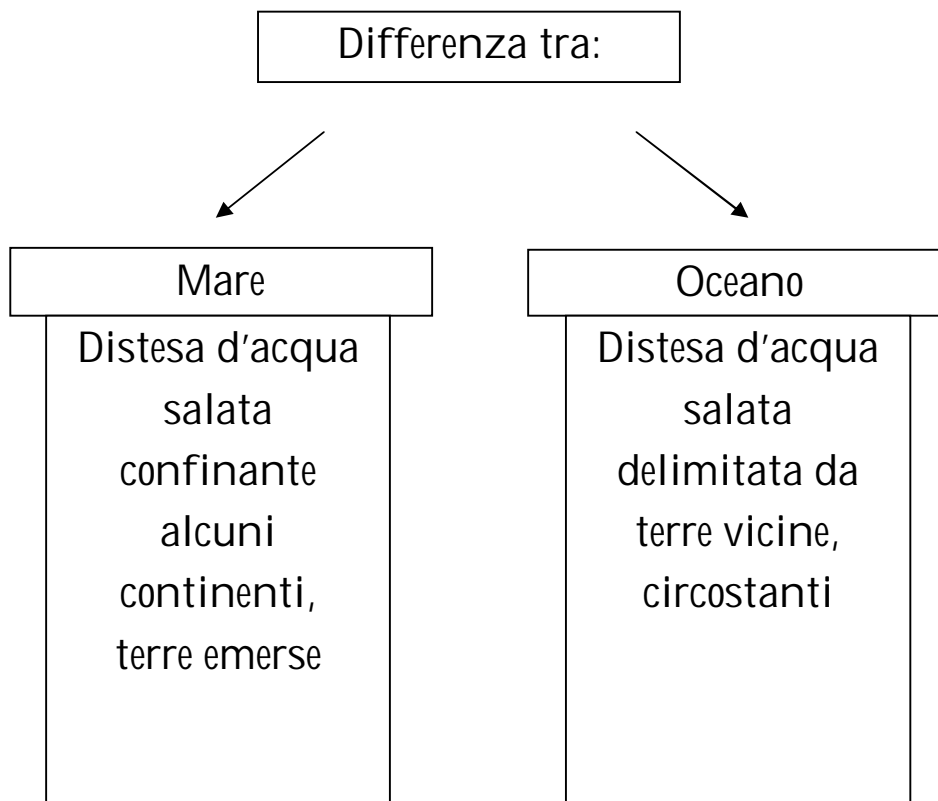 Differenza tra:
Mare
Distesa d'acqua
salata
confinante
alcuni
continenti,
terre emerse
Oceano
Distesa d'acqua
salata
delimitata da
terre vicine,
circostanti